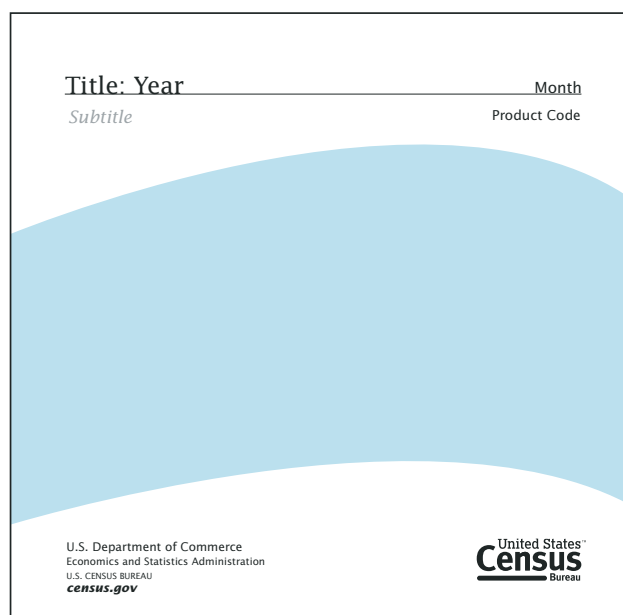 Title: Year
Month
Subtitle
Product Code
U.S. Department of Commerce
Economics and Statistics Administration
U.S. CENSUS BUREAU
census.gov
United States™
Census
Bureau